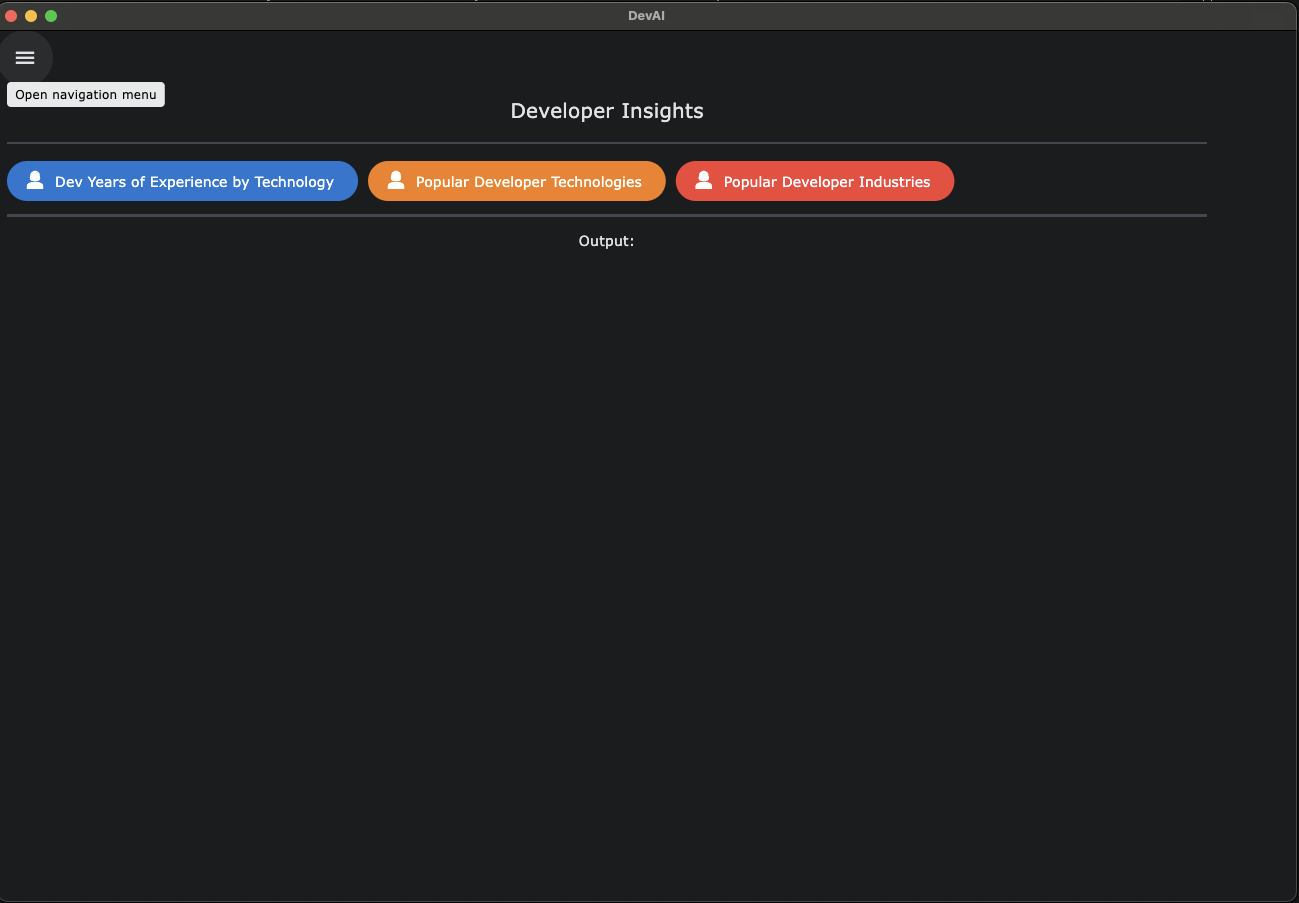 DevAI
Open navigation menu
Developer Insights
Dev Years of Experience by Technology
Popular Developer Technologies
Popular Developer Industries
Output: